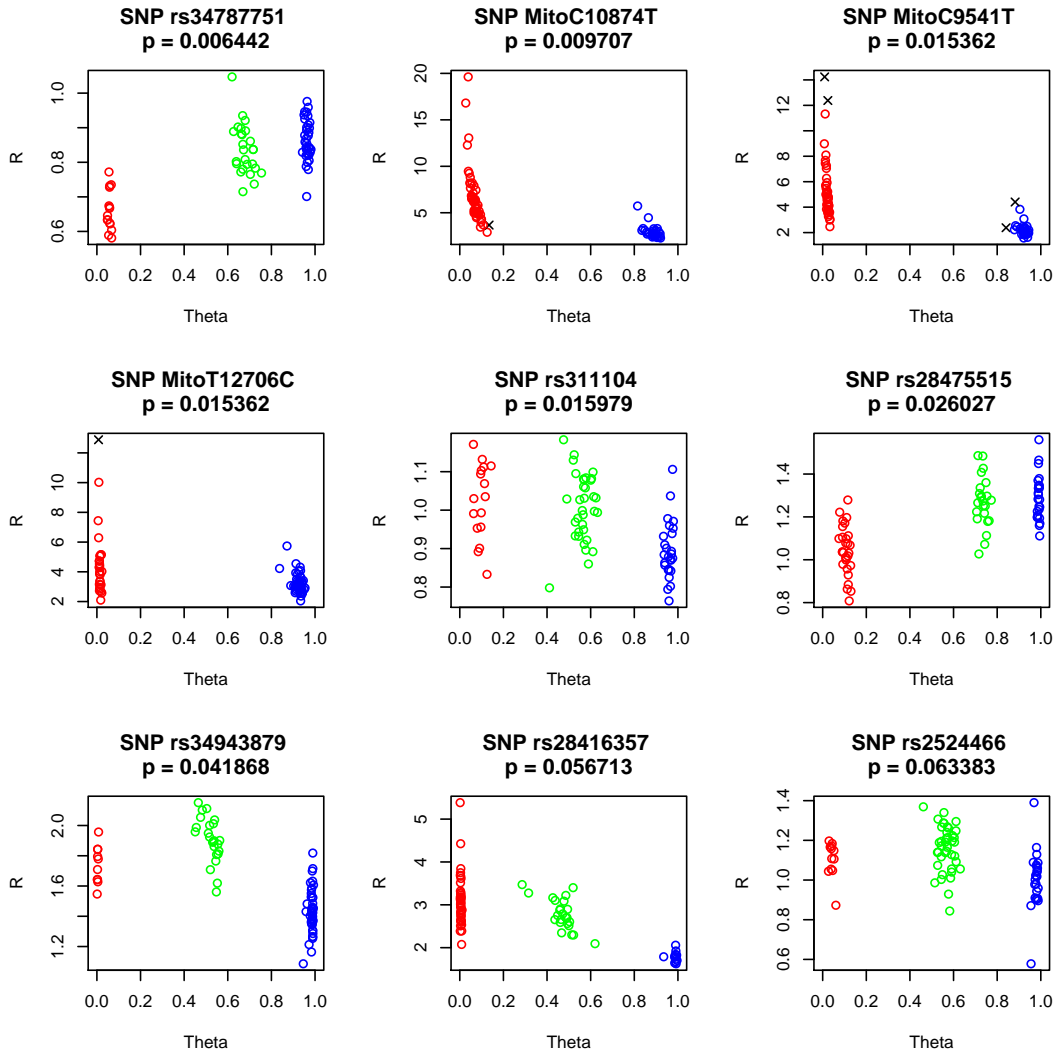 SNP rs34787751
p = 0.006442
R
0.6 0.8 1.0
0.0 0.2 0.4 0.6 0.8 1.0
Theta
SNP MitoC10874T
p = 0.009707
R
5 10 15 20
0.0 0.2 0.4 0.6 0.8 1.0
Theta
SNP MitoC9541T
p = 0.015362
R
2 4 6 8 12
0.0 0.2 0.4 0.6 0.8 1.0
Theta
SNP MitoT12706C
p = 0.015362
R
2 4 6 8 10
0.0 0.2 0.4 0.6 0.8 1.0
Theta
SNP rs311104
p = 0.015979
R
0.8 0.9 1.0 1.1
0.0 0.2 0.4 0.6 0.8 1.0
Theta
SNP rs28475515
p = 0.026027
R
0.8 1.0 1.2 1.4
0.0 0.2 0.4 0.6 0.8 1.0
Theta
SNP rs34943879
p = 0.041868
R
1.2 1.6 2.0
0.0 0.2 0.4 0.6 0.8 1.0
Theta
SNP rs28416357
p = 0.056713
R
2 3 4 5
0.0 0.2 0.4 0.6 0.8 1.0
Theta
SNP rs2524466
p = 0.063383
R
0.6 0.8 1.0 1.2 1.4
0.0 0.2 0.4 0.6 0.8 1.0
Theta